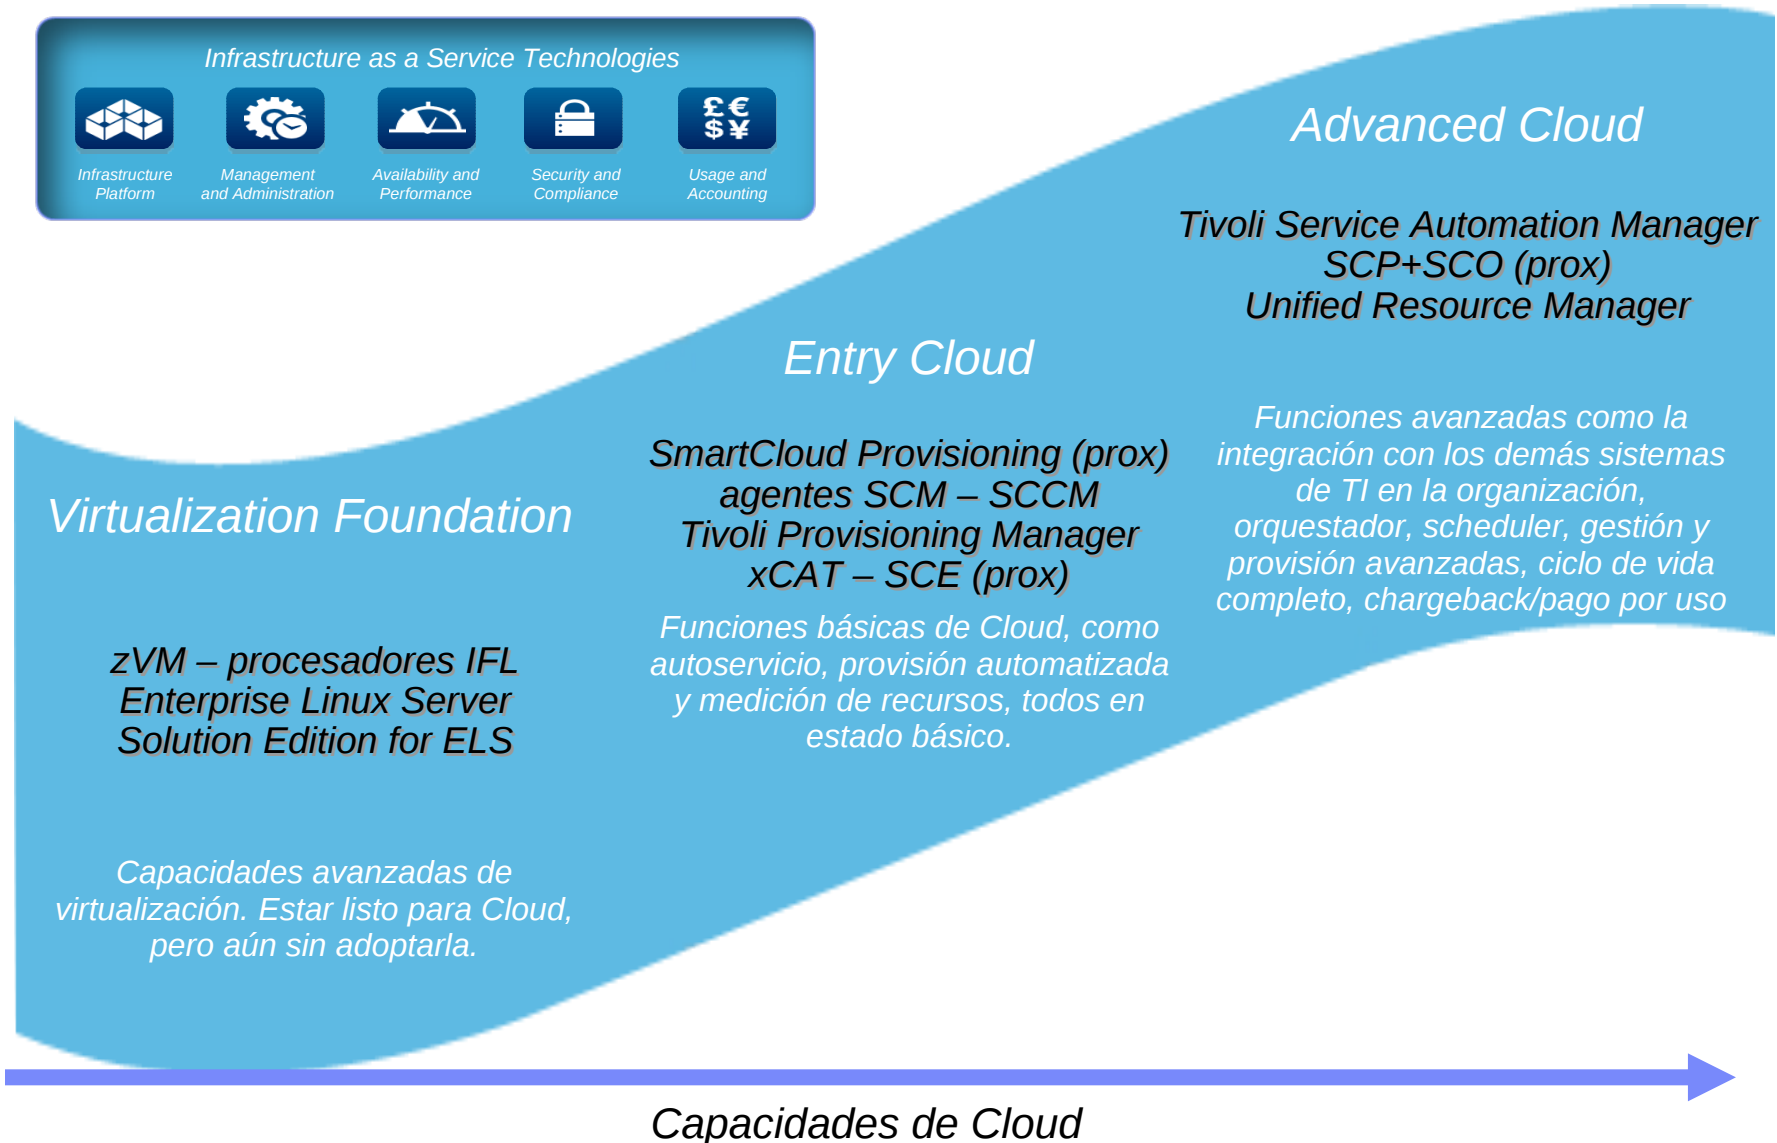 Infrastructure as a Service Technologies
£ €
$ ¥
Infrastructure
Platform
Management
and Administration
Availability and
Performance
Security and
Compliance
Usage and
Accounting
Advanced Cloud
Tivoli Service Automation Manager
SCP+SCO (prox)
Unified Resource Manager
Funciones avanzadas como la
integración con los demás sistemas
de TI en la organización,
orquestador, scheduler, gestión y
provisión avanzadas, ciclo de vida
completo, chargeback/pago por uso
Entry Cloud
SmartCloud Provisioning (prox)
agentes SCM – SCCM
Tivoli Provisioning Manager
xCAT – SCE (prox)
Funciones básicas de Cloud, como
autoservicio, provisión automatizada
y medición de recursos, todos en
estado básico.
Virtualization Foundation
zVM – procesadores IFL
Enterprise Linux Server
Solution Edition for ELS
Capacidades avanzadas de
virtualización. Estar listo para Cloud,
pero aún sin adoptarla.
Capacidades de Cloud